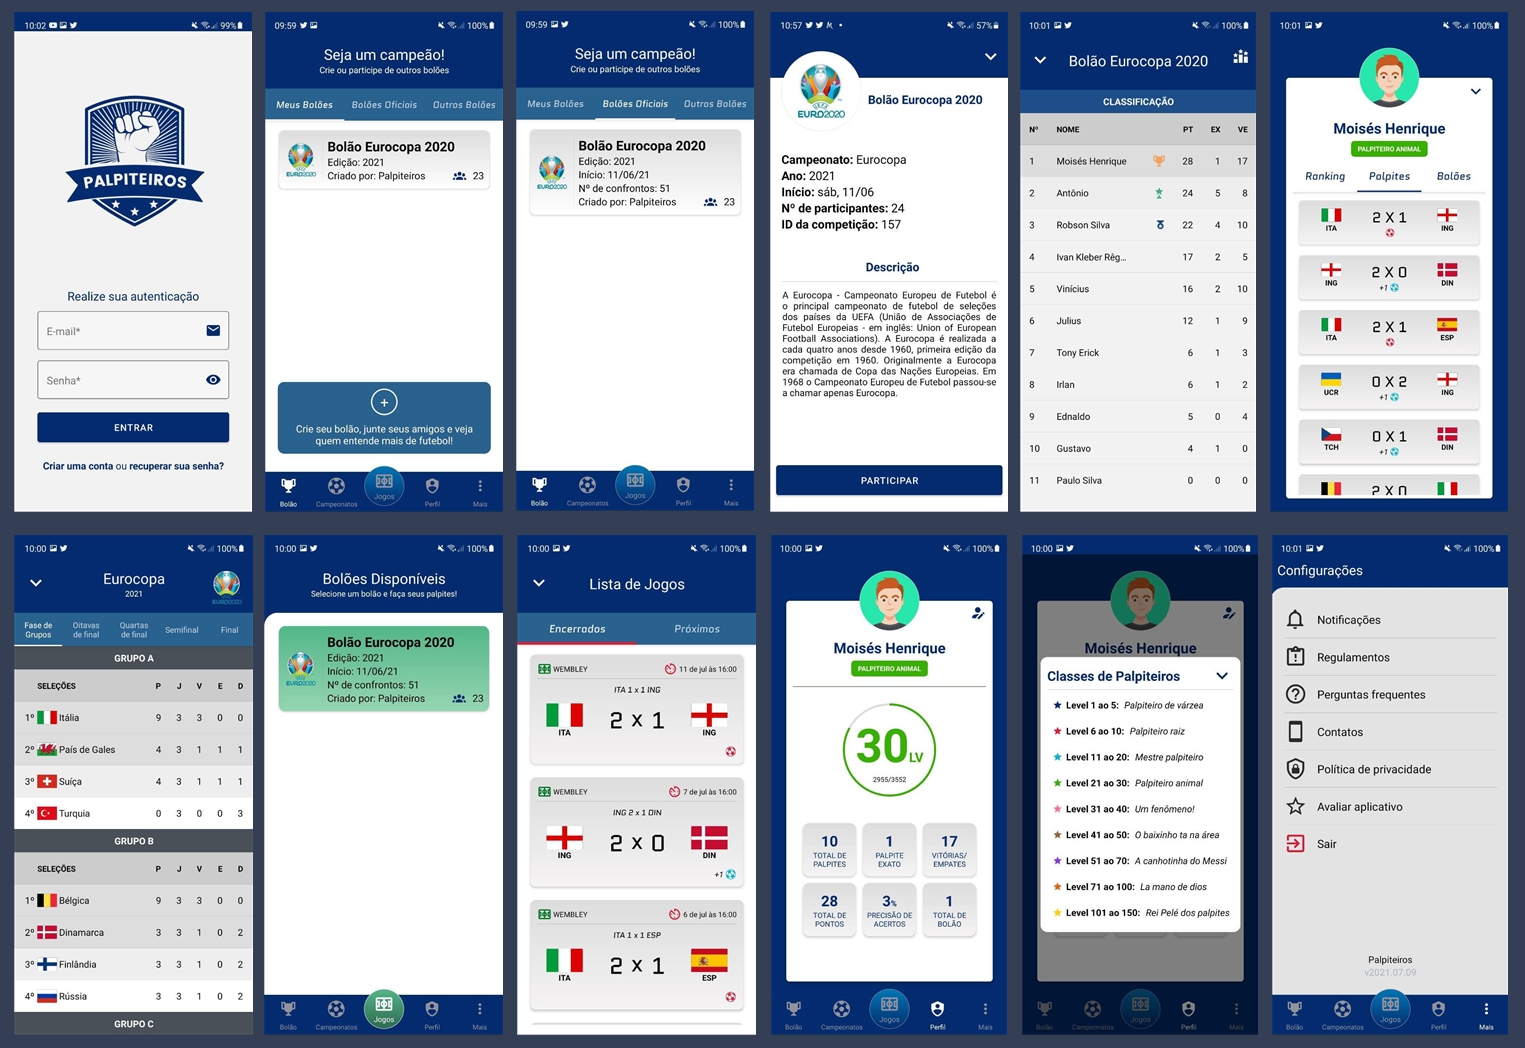 10:02
99%
PALPITEIROS
Realize sua autenticação
E-mail*
Senha*
ENTRAR
Criar uma conta ou recuperar sua senha?
09:59
100%
Seja um campeão!
Crie ou participe de outros bolões
Meus Bolões
Bolões Oficiais
Outros Bolões
EURO2020
Bolão Eurocopa 2020
Edição: 2021
Criado por: Palpiteiros
23
Crie seu bolão, junte seus amigos e veja
quem entende mais de futebol!
Bolão
Campeonatos
Jogos
Perfil
Mais
09:59
100%
Seja um campeão!
Crie ou participe de outros bolões
Meus Bolões
Bolões Oficiais
Outros Bolões
EURO2020
Bolão Eurocopa 2020
Edição: 2021
Início: 11/06/21
Nº de confrontos: 51
Criado por: Palpiteiros
23
Bolão
Campeonatos
Jogos
Perfil
Mais
10:57
57%
UEFA
EURO2020
Bolão Eurocopa 2020
Campeonato: Eurocopa
Ano: 2021
Início: sáb, 11/06
Nº de participantes: 24
ID da competição: 157
Descrição
A Eurocopa - Campeonato Europeu de Futebol é
o principal campeonato de futebol de seleções
dos países da UEFA (União de Associações de
Futebol Europeias - em inglês: Union of European
Football Associations). A Eurocopa é realizada a
cada quatro anos desde 1960, primeira edição da
competição em 1960. Originalmente a Eurocopa
era chamada de Copa das Nações Europeias. Em
1968 o Campeonato Europeu de Futebol passou-se
a chamar apenas Eurocopa.
PARTICIPAR
10:01
100%
Bolão Eurocopa 2020
CLASSIFICAÇÃO
Nº NOME PT EX VE
1 Moisés Henrique 28 1 17
2 Antônio 24 5 8
3 Robson Silva 22 4 10
4 Ivan Kleber Rêg... 17 2 5
5 Vinícius 16 2 10
6 Julius 12 1 9
7 Tony Erick 6 1 3
8 Irlan 6 1 2
9 Ednaldo 5 0 4
10 Gustavo 4 1 0
11 Paulo Silva 0 0 0
10:01
100%
Moisés Henrique
PALPITEIRO ANIMAL
Ranking
Palpites
Bolões
ITA 2 X 1 ING
ING 2 X 0 DIN
+1
ITA 2 X 1 ESP
UCR 0 X 2 ING
+1
TCH 0 X 1 DIN
+1
2 X 0
10:00
100%
Eurocopa
2021
EURO2020
Fase de
Grupos
Oitavas
de final
Quartas
de final
Semifinal
Final
GRUPO A
SELEÇÕES P J V E D
1º Itália 9 3 3 0 0
2º País de Gales 4 3 1 1 1
3º Suíça 4 3 1 1 1
4º Turquia 0 3 0 0 3
GRUPO B
SELEÇÕES P J V E D
1º Bélgica 9 3 3 0 0
2º Dinamarca 3 3 1 0 2
3º Finlândia 3 3 1 0 2
4º Rússia 3 3 1 0 2
GRUPO C
10:00
100%
Bolões Disponíveis
Selecione um bolão e faça seus palpites!
EURO2020
Bolão Eurocopa 2020
Edição: 2021
Início: 11/06/21
Nº de confrontos: 51
Criado por: Palpiteiros
23
Bolão
Campeonatos
Jogos
Perfil
Mais
10:00
100%
Lista de Jogos
Encerrados
Próximos
WEMBLEY
11 de jul às 16:00
ITA 1 x 1 ING
ITA 2 x 1 ING
WEMBLEY
7 de jul às 16:00
ING 2 x 1 DIN
ING 2 x 0 DIN
+1
WEMBLEY
6 de jul às 16:00
ITA 1 x 1 ESP
ITA 2 x 1 ESP
10:00
100%
Moisés Henrique
PALPITEIRO ANIMAL
30LV
2955/3552
10
TOTAL DE
PALPITES
1
PALPITE
EXATO
17
VITÓRIAS/
EMPATES
28
TOTAL DE
PONTOS
3%
PRECISÃO DE
ACERTOS
1
TOTAL DE
BOLÃO
Bolão
Campeonatos
Jogos
Perfil
Mais
10:00
100%
Moisés Henrique
Classes de Palpiteiros
Level 1 ao 5: Palpiteiro de várzea
Level 6 ao 10: Palpiteiro raiz
Level 11 ao 20: Mestre palpiteiro
Level 21 ao 30: Palpiteiro animal
Level 31 ao 40: Um fenômeno!
Level 41 ao 50: O baixinho ta na área
Level 51 ao 70: A canhotinha do Messi
Level 71 ao 100: La mano de dios
Level 101 ao 150: Rei Pelé dos palpites
Bolão
Campeonatos
Jogos
Perfil
Mais
10:01
100%
Configurações
Notificações
Regulamentos
Perguntas frequentes
Contatos
Política de privacidade
Avaliar aplicativo
Sair
Palpiteiros
v2021.07.09
Bolão
Campeonatos
Jogos
Perfil
Mais